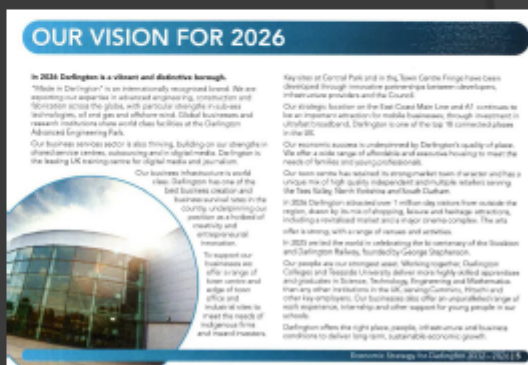 OUR VISION FOR 2026
In 2026 Darlington is a vibrant and distinctive borough.
"Made in Darlington" is an internationally recognised brand. We are
exporting our expertise in advanced engineering, construction and
fabrication across the globe, with particular strengths in sub-sea
technologies, oil and gas and offshore wind. Global businesses and
research institutions share world class facilities at the Darlington
Advanced Engineering Park.
Our business services sector is also thriving, building on our strengths in
shared service centres, outsourcing and in digital media. Darlington is
the leading UK training centre for digital media and journalism.
Our business infrastructure is world
class. Darlington has one of the
best business creation and
business survival rates in the
country, underpinning our
position as a hotbed of
creativity and
entrepreneurial
innovation.
To support our
businesses we
offer a range of
town centre and
edge of town
office and
industrial sites to
meet the needs of
indigenous firms
and inward investors.
Key sites at Central Park and in the Town Centre Fringe have been
developed through innovative partnerships between developers,
infrastructure providers and the Council.
Our strategic location on the East Coast Main Line and A1 continues to
be an important attraction for mobile businesses, through investment in
ultrafast broadband, Darlington is one of the top 10 connected places
in the UK.
Our economic success is underpinned by Darlington's quality of place.
We offer a wide range of affordable and executive housing to meet the
needs of families and young professionals.
Our town centre has retained its strong market town character and has a
unique mix of high quality independent and multiple retailers serving
the Tees Valley, North Yorkshire and South Durham.
In 2026 Darlington attracted over 1 million day visitors from outside the
region, drawn by its mix of shopping, leisure and heritage attractions,
including a revitalised market and a major cinema complex. The arts
offer is strong, with a range of venues and activities.
In 2025 we led the world in celebrating the bi-centenary of the Stockton
and Darlington Railway, founded by George Stephenson.
Our people are our strongest asset. Working together, Darlington
Colleges and Teesside University deliver more highly skilled apprentices
and graduates in Science, Technology, Engineering and Mathematics
than any other institutions in the UK, serving Cummins, Hitachi and
other key employers. Our businesses also offer an unparalleled range of
work experience, internship and other support for young people in our
schools.
Darlington offers the right place, people, infrastructure and business
conditions to deliver long-term, sustainable economic growth.
Economic Strategy for Darlington 2012 – 2026 | 5